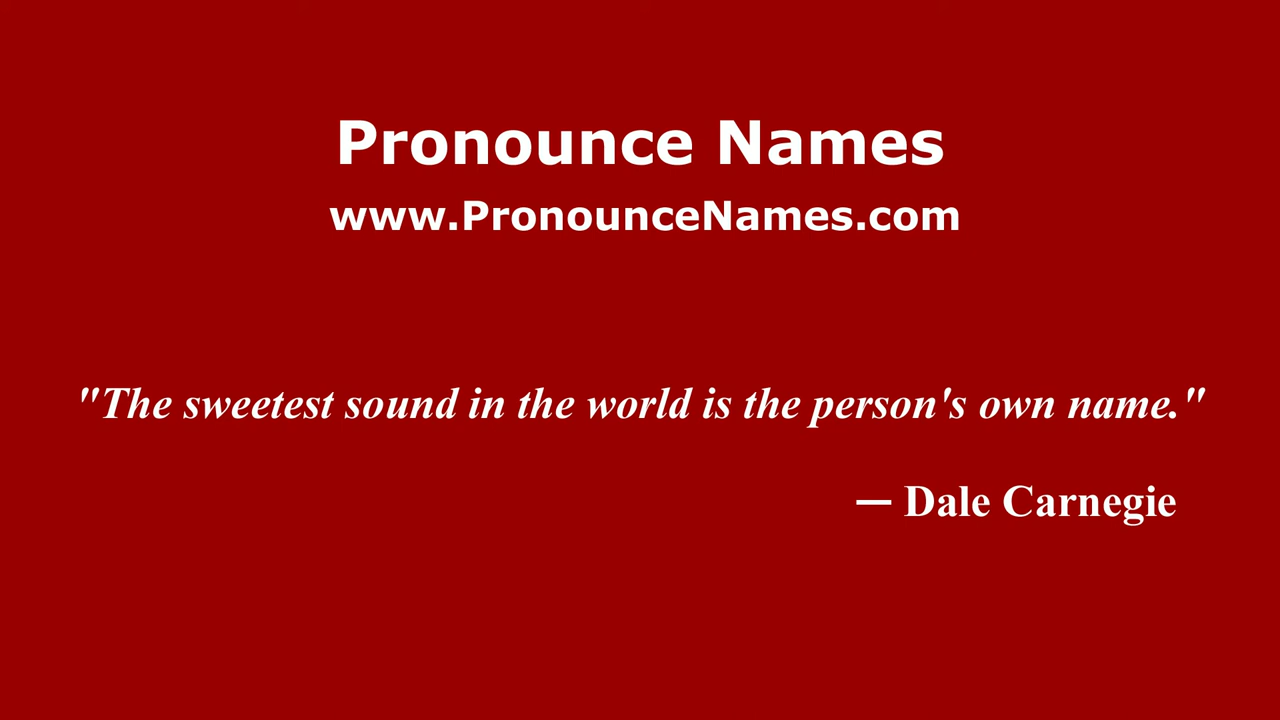 Pronounce Names
www.PronounceNames.com
"The sweetest sound in the world is the person's own name."
— Dale Carnegie